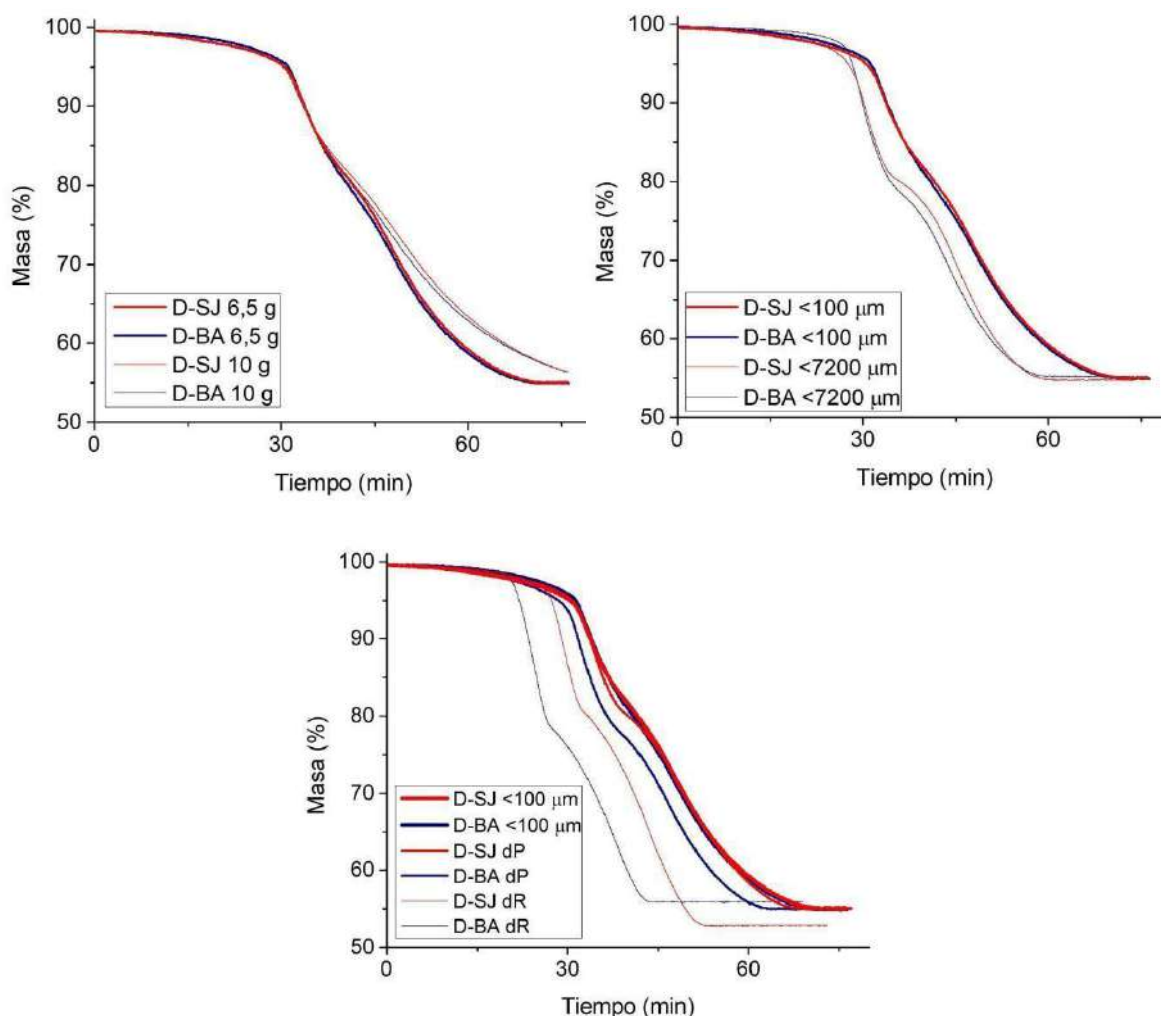 100
90
80
70
60
50
Masa (%)
D-SJ 6,5 g
D-BA 6,5 g
D-SJ 10 g
D-BA 10 g
0
30
60
Tiempo (min)
100
90
80
70
60
50
Masa (%)
D-SJ <100 μm
D-BA <100 μm
D-SJ <7200 μm
D-BA <7200 μm
0
30
60
Tiempo (min)
100
90
80
70
60
50
Masa (%)
D-SJ <100 μm
D-BA <100 μm
D-SJ dP
D-BA dP
D-SJ dR
D-BA dR
0
30
60
Tiempo (min)